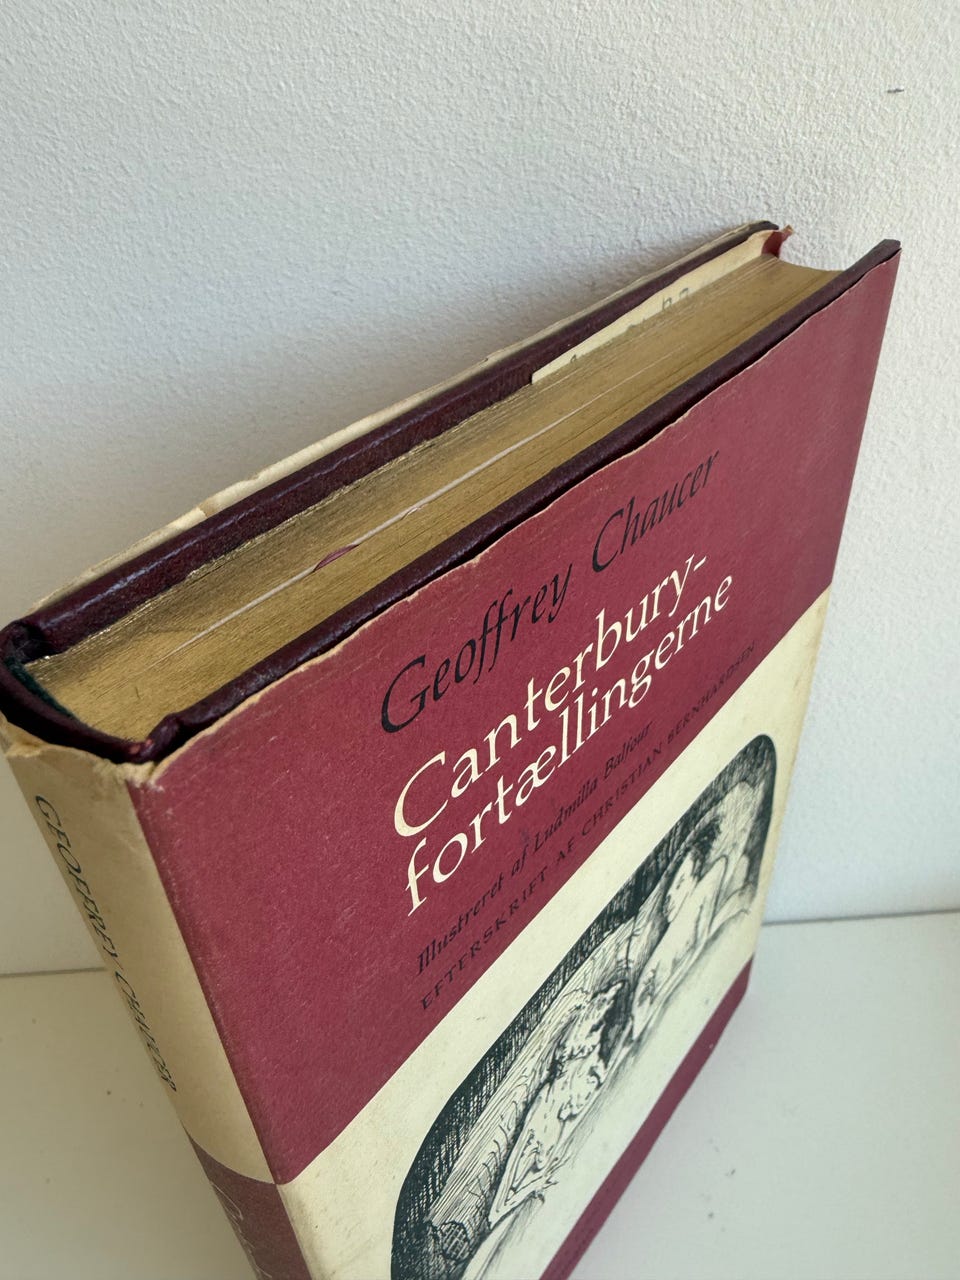 Geoffrey Chaucer
Canterbury-
fortællingerne
Illustreret af Ludmilla Balfour
EFTERSKRIFT AF CHRISTIAN BERNHARDSEN
GEOFFREY CHAUCER